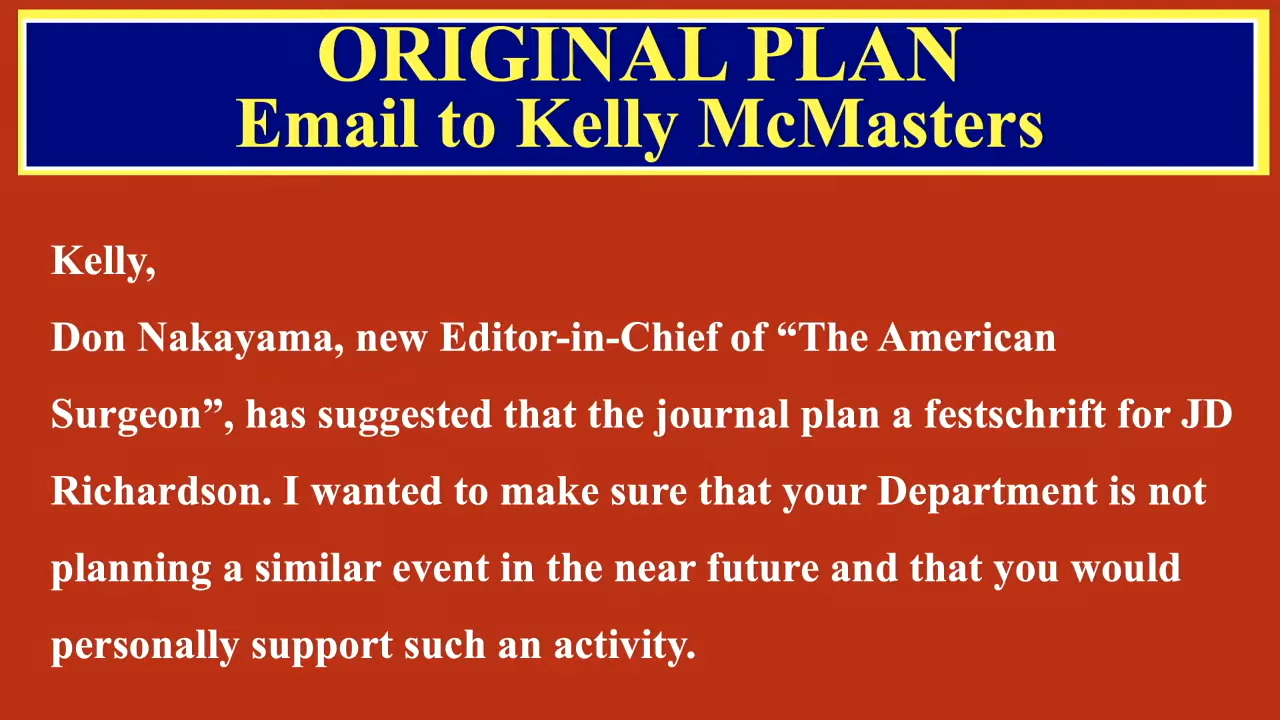 ORIGINAL PLAN
Email to Kelly McMasters
Kelly,
Don Nakayama, new Editor-in-Chief of “The American
Surgeon”, has suggested that the journal plan a festschrift for JD
Richardson. I wanted to make sure that your Department is not
planning a similar event in the near future and that you would
personally support such an activity.